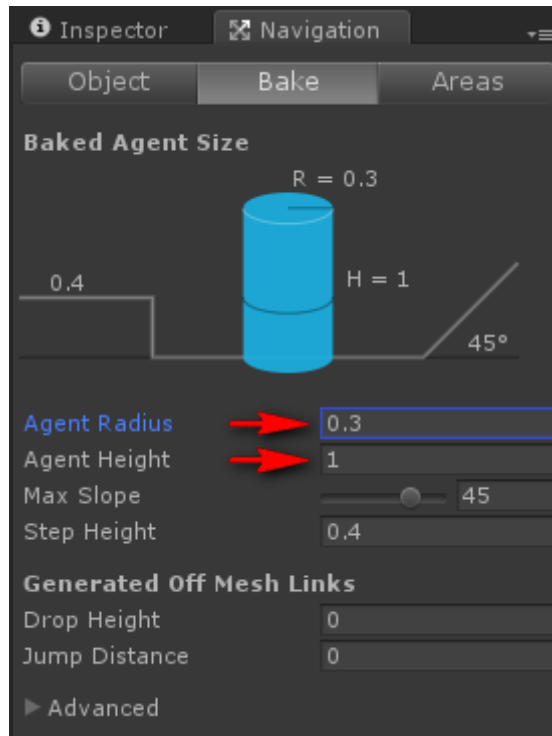 Inspector Navigation
Object Bake Areas
Baked Agent Size
R = 0.3
0.4 H = 1
45°
Agent Radius 0.3
Agent Height 1
Max Slope 45
Step Height 0.4
Generated Off Mesh Links
Drop Height 0
Jump Distance 0
Advanced